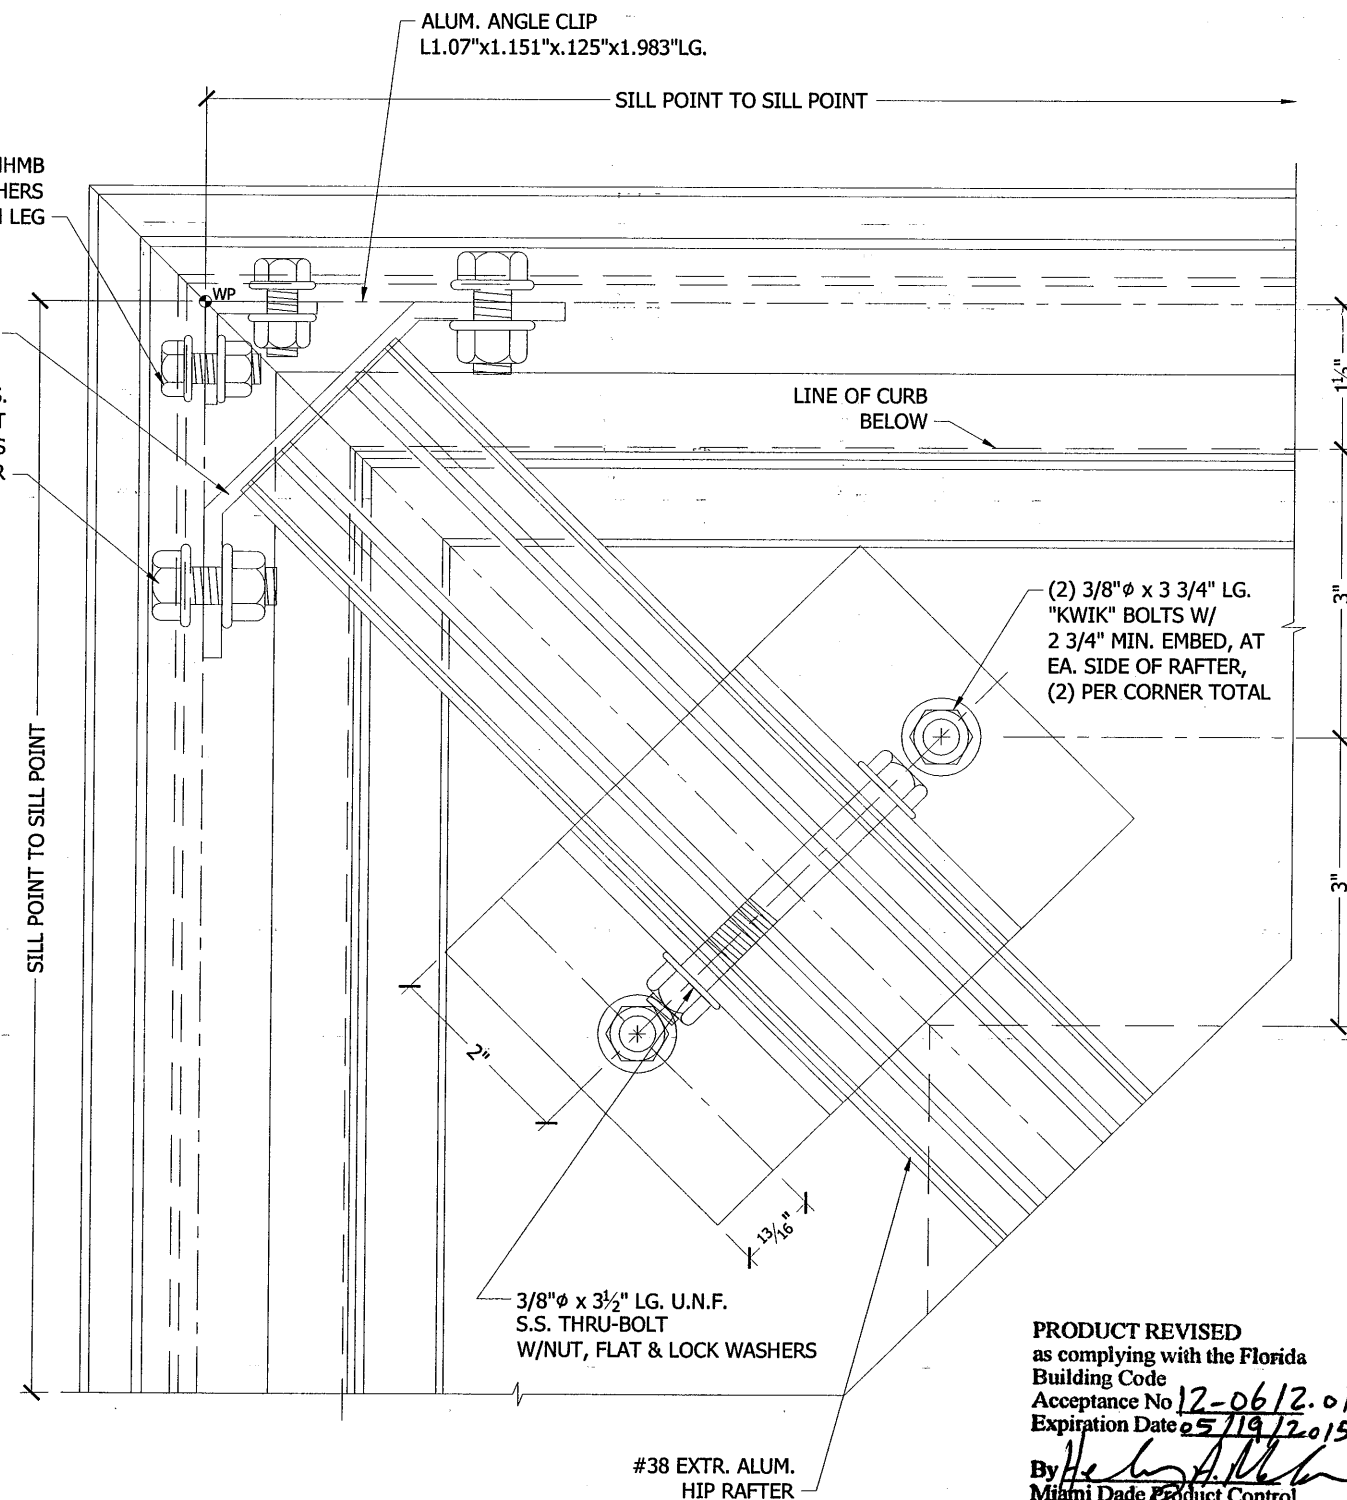 ALUM. ANGLE CLIP
L1.07"x1.151"x.125"x1.983"LG.
SILL POINT TO SILL POINT
HMB
HERS
LEG
WP
1½"
LINE OF CURB
BELOW
3"
(2) 3/8"ϕ x 3 3/4" LG.
"KWIK" BOLTS W/
2 3/4" MIN. EMBED, AT
EA. SIDE OF RAFTER,
(2) PER CORNER TOTAL
SILL POINT TO SILL POINT
3"
2"
13/16"
3/8"ϕ x 3½" LG. U.N.F.
S.S. THRU-BOLT
W/NUT, FLAT & LOCK WASHERS
#38 EXTR. ALUM.
HIP RAFTER
PRODUCT REVISED
as complying with the Florida
Building Code
Acceptance No 12-0612.01
Expiration Date 05/19/2015
By
Miami Dade Product Control